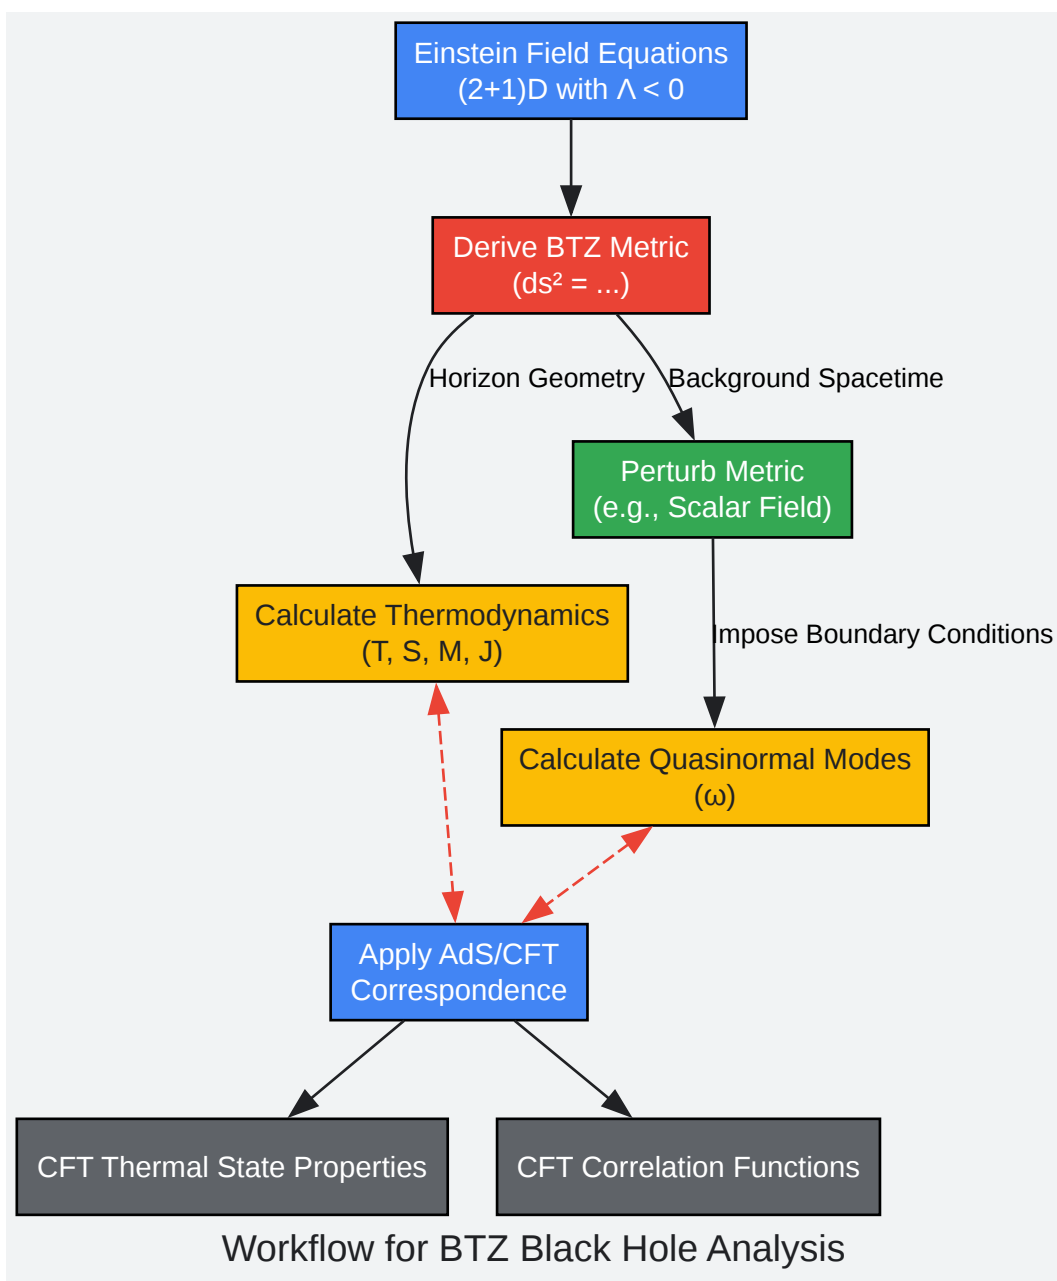 Einstein Field Equations
(2+1)D with Λ < 0
Derive BTZ Metric
(ds² = ...)
Horizon Geometry
Background Spacetime
Perturb Metric
(e.g., Scalar Field)
Calculate Thermodynamics
(T, S, M, J)
Impose Boundary Conditions
Calculate Quasinormal Modes
(ω)
Apply AdS/CFT
Correspondence
CFT Thermal State Properties
CFT Correlation Functions
Workflow for BTZ Black Hole Analysis